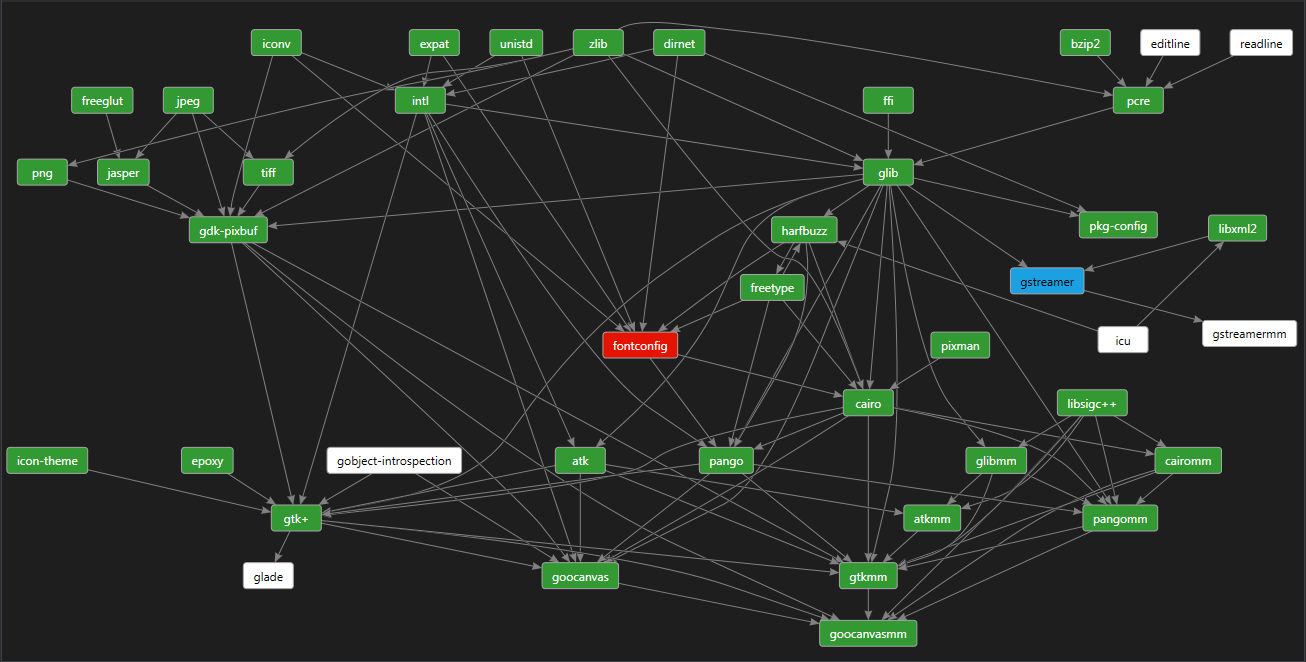 iconv
expat
unistd
zlib
dirnet
bzip2
editline
readline
freeglut
jpeg
intl
ffi
pcre
png
jasper
tiff
glib
gdk-pixbuf
harfbuzz
pkg-config
libxml2
freetype
gstreamer
fontconfig
pixman
icu
gstreamermm
cairo
libsigc++
icon-theme
epoxy
gobject-introspection
atk
pango
glibmm
cairomm
gtk+
atkmm
pangomm
glade
goocanvas
gtkmm
goocanvasmm